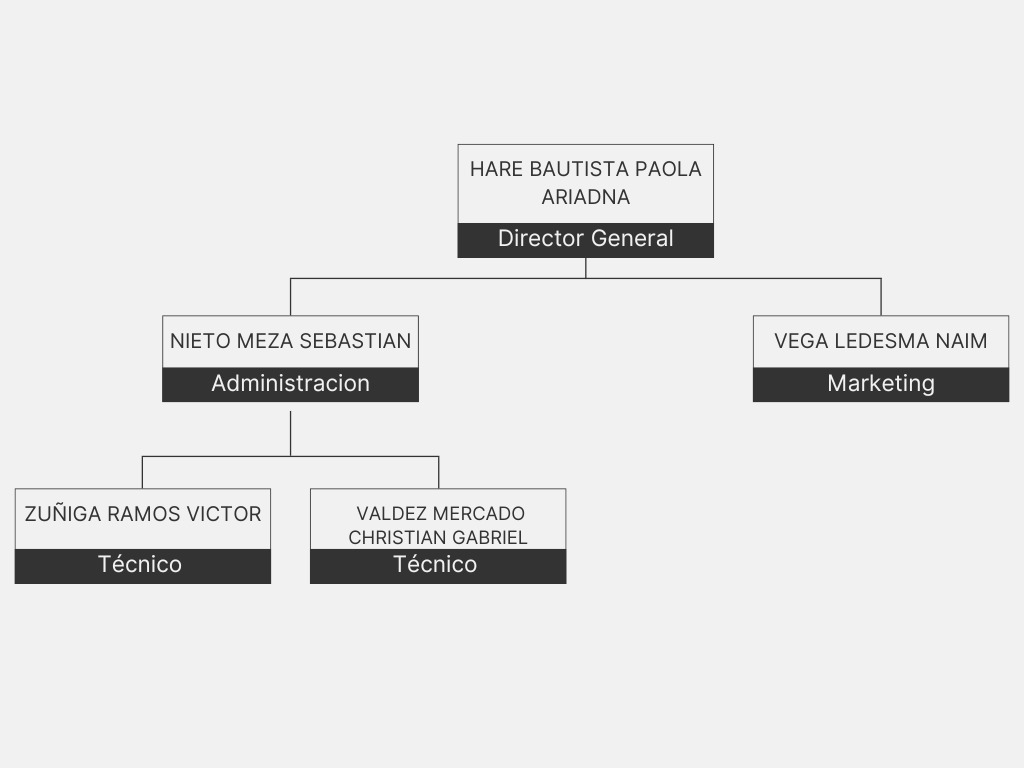 HARE BAUTISTA PAOLA
ARIADNA
Director General
NIETO MEZA SEBASTIAN
Administracion
VEGA LEDESMA NAIM
Marketing
ZUÑIGA RAMOS VICTOR
Técnico
VALDEZ MERCADO
CHRISTIAN GABRIEL
Técnico